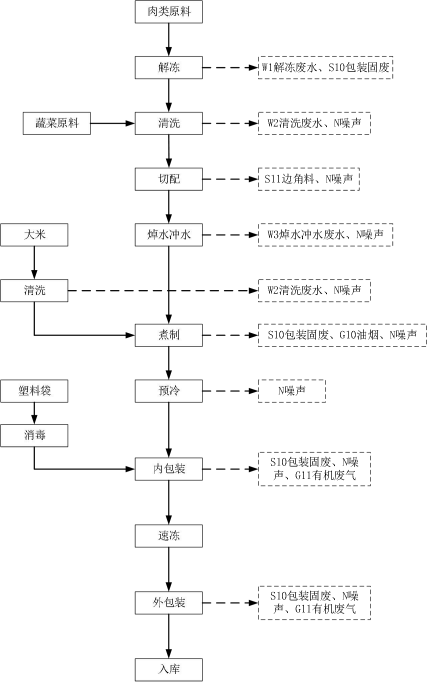 肉类原料
解冻
W1解冻废水、S10包装固废
蔬菜原料
清洗
W2清洗废水、N噪声
切配
S11边角料、N噪声
大米
焯水冲水
W3焯水冲水废水、N噪声
清洗
W2清洗废水、N噪声
煮制
S10包装固废、G10油烟、N噪声
塑料袋
预冷
N噪声
消毒
内包装
S10包装固废、N噪
声、G11有机废气
速冻
外包装
S10包装固废、N噪
声、G11有机废气
入库